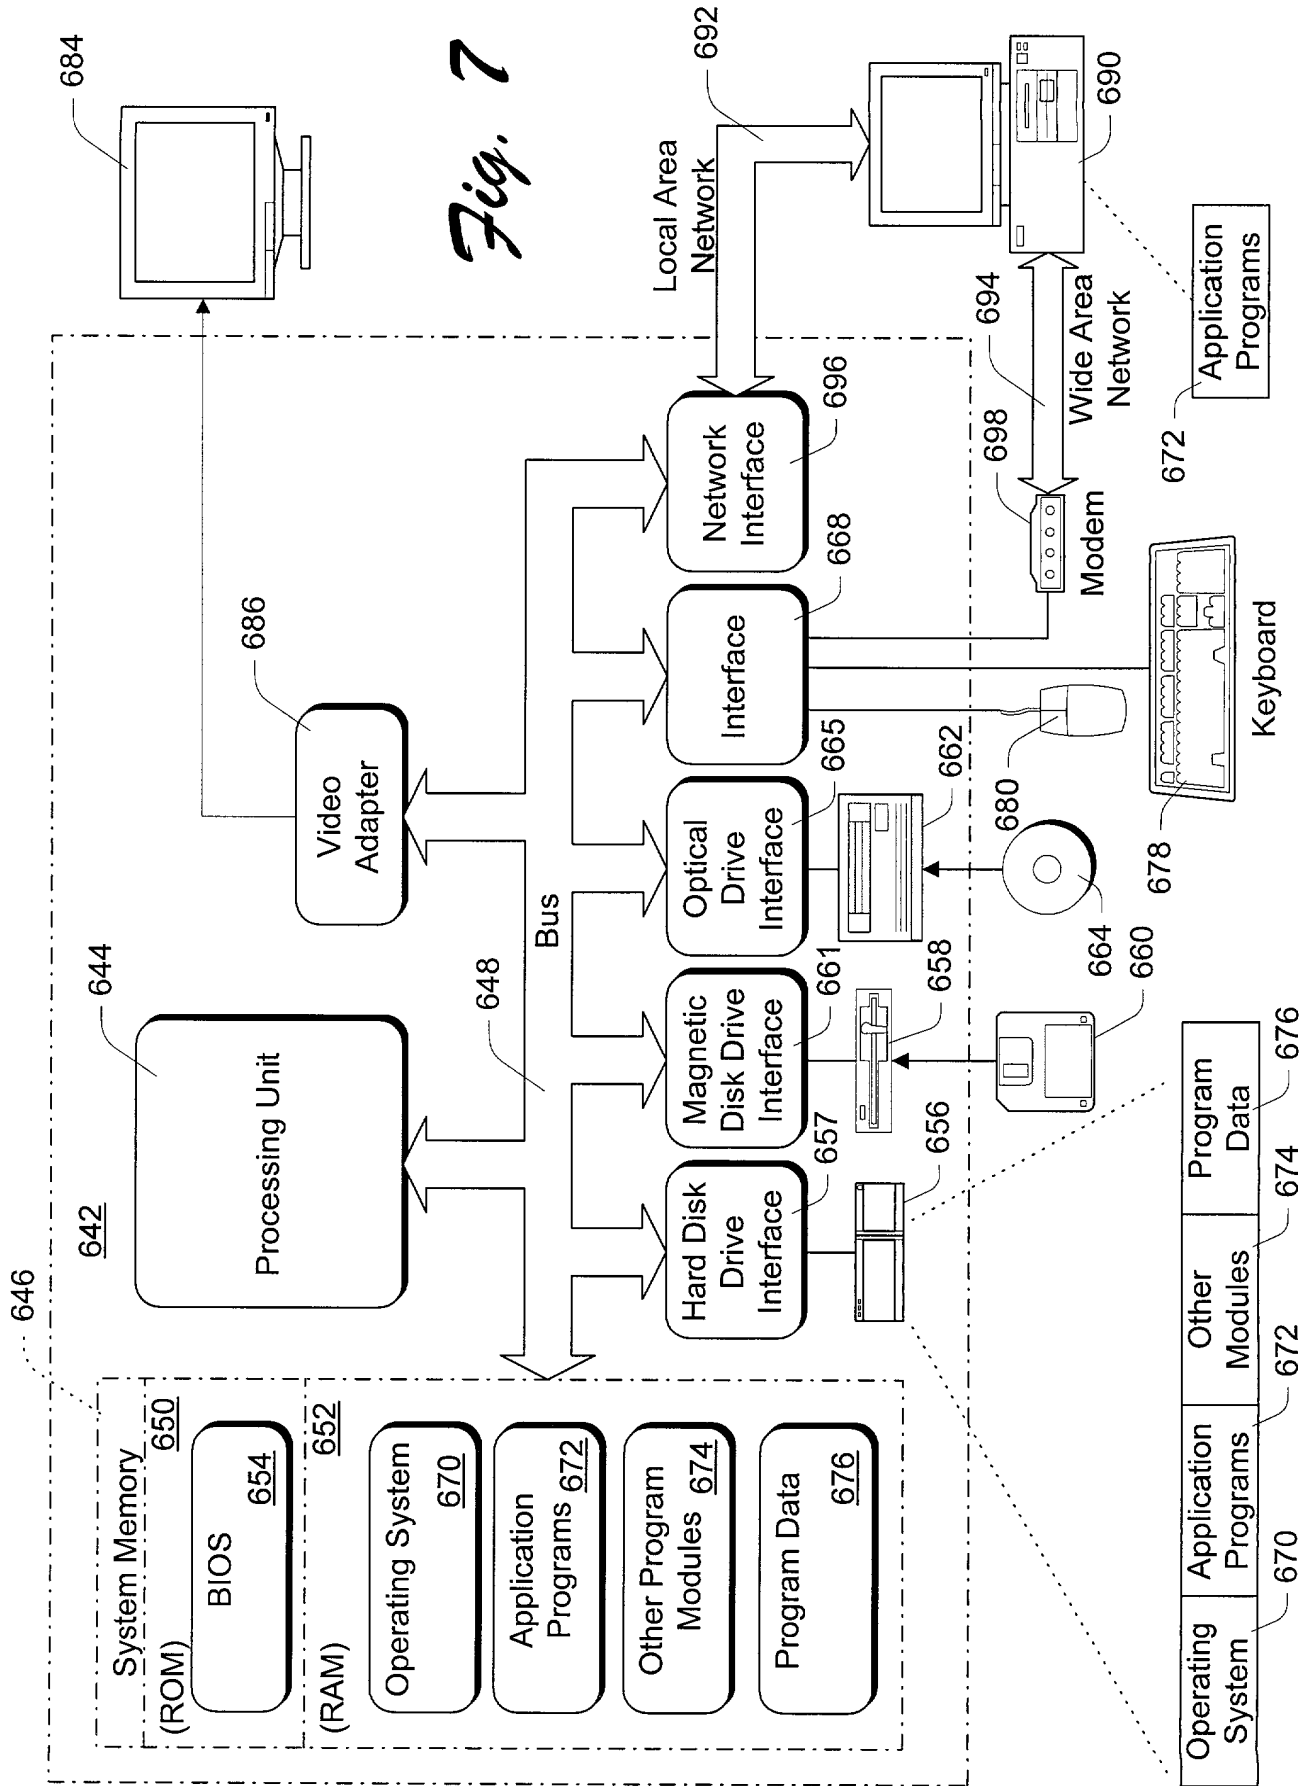 646
642
644
684
System Memory
(ROM)
650
BIOS
654
(RAM)
652
Operating System
670
Application
Programs
672
Other Program
Modules
674
Program Data
676
Processing Unit
Video
Adapter
686
648
Bus
Fig. 7
Hard Disk
Drive
Interface
657
Magnetic
Disk Drive
Interface
661
Optical
Drive
Interface
665
Interface
668
Network
Interface
696
Local Area
Network
692
656
658
662
660
664
680
678
Keyboard
Modem
698
694
Wide Area
Network
690
672
Application
Programs
Operating
System
670
Application
Programs
672
Other
Modules
674
Program
Data
676